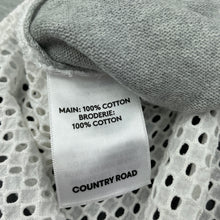 MAIN: 100% COTTON
BRODERIE:
100% COTTON
COUNTRY ROAD